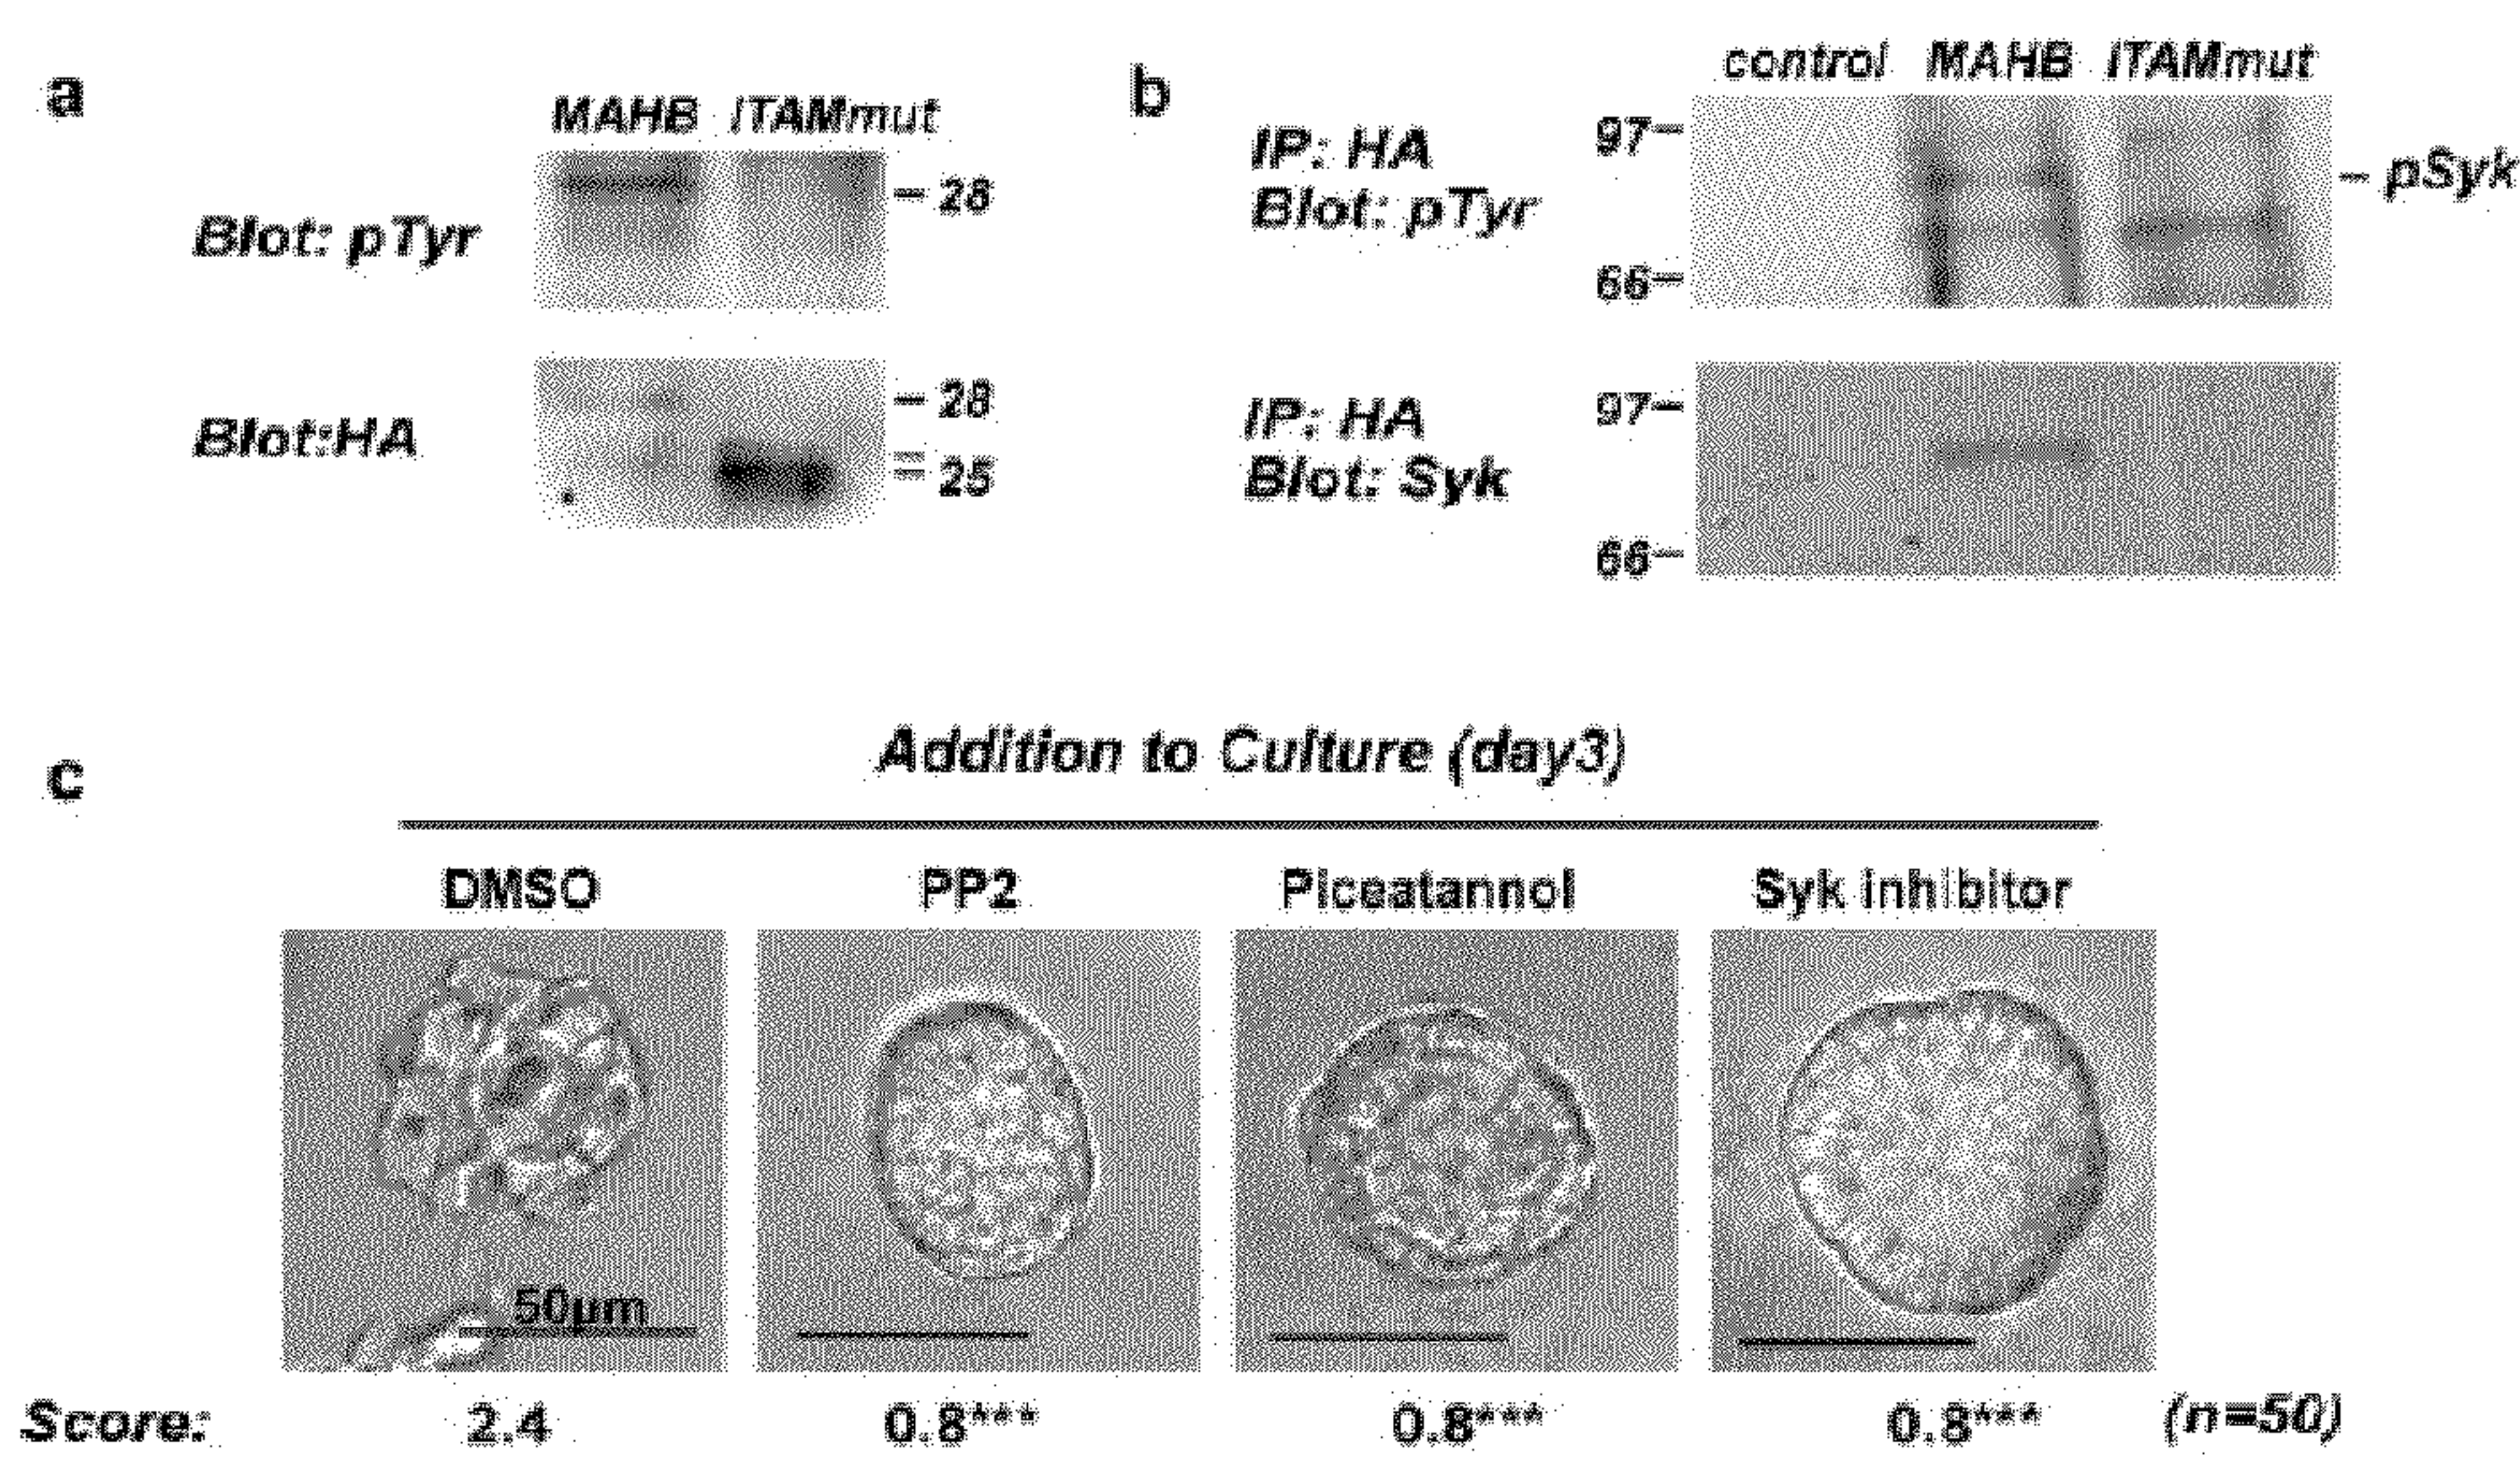 a
MAHB ITAMmut
Blot: pTyr
– 28
Blot:HA
– 28
= 25
b
control MAHB ITAMmut
IP: HA
Blot: pTyr
97–
66–
– pSyk
IP: HA
Blot: Syk
97–
66–
c
Addition to Culture (day3)
DMSO PP2 Piceatannol Syk inhibitor
50µm
Score: 2.4 0.8*** 0.8*** 0.8*** (n=50)